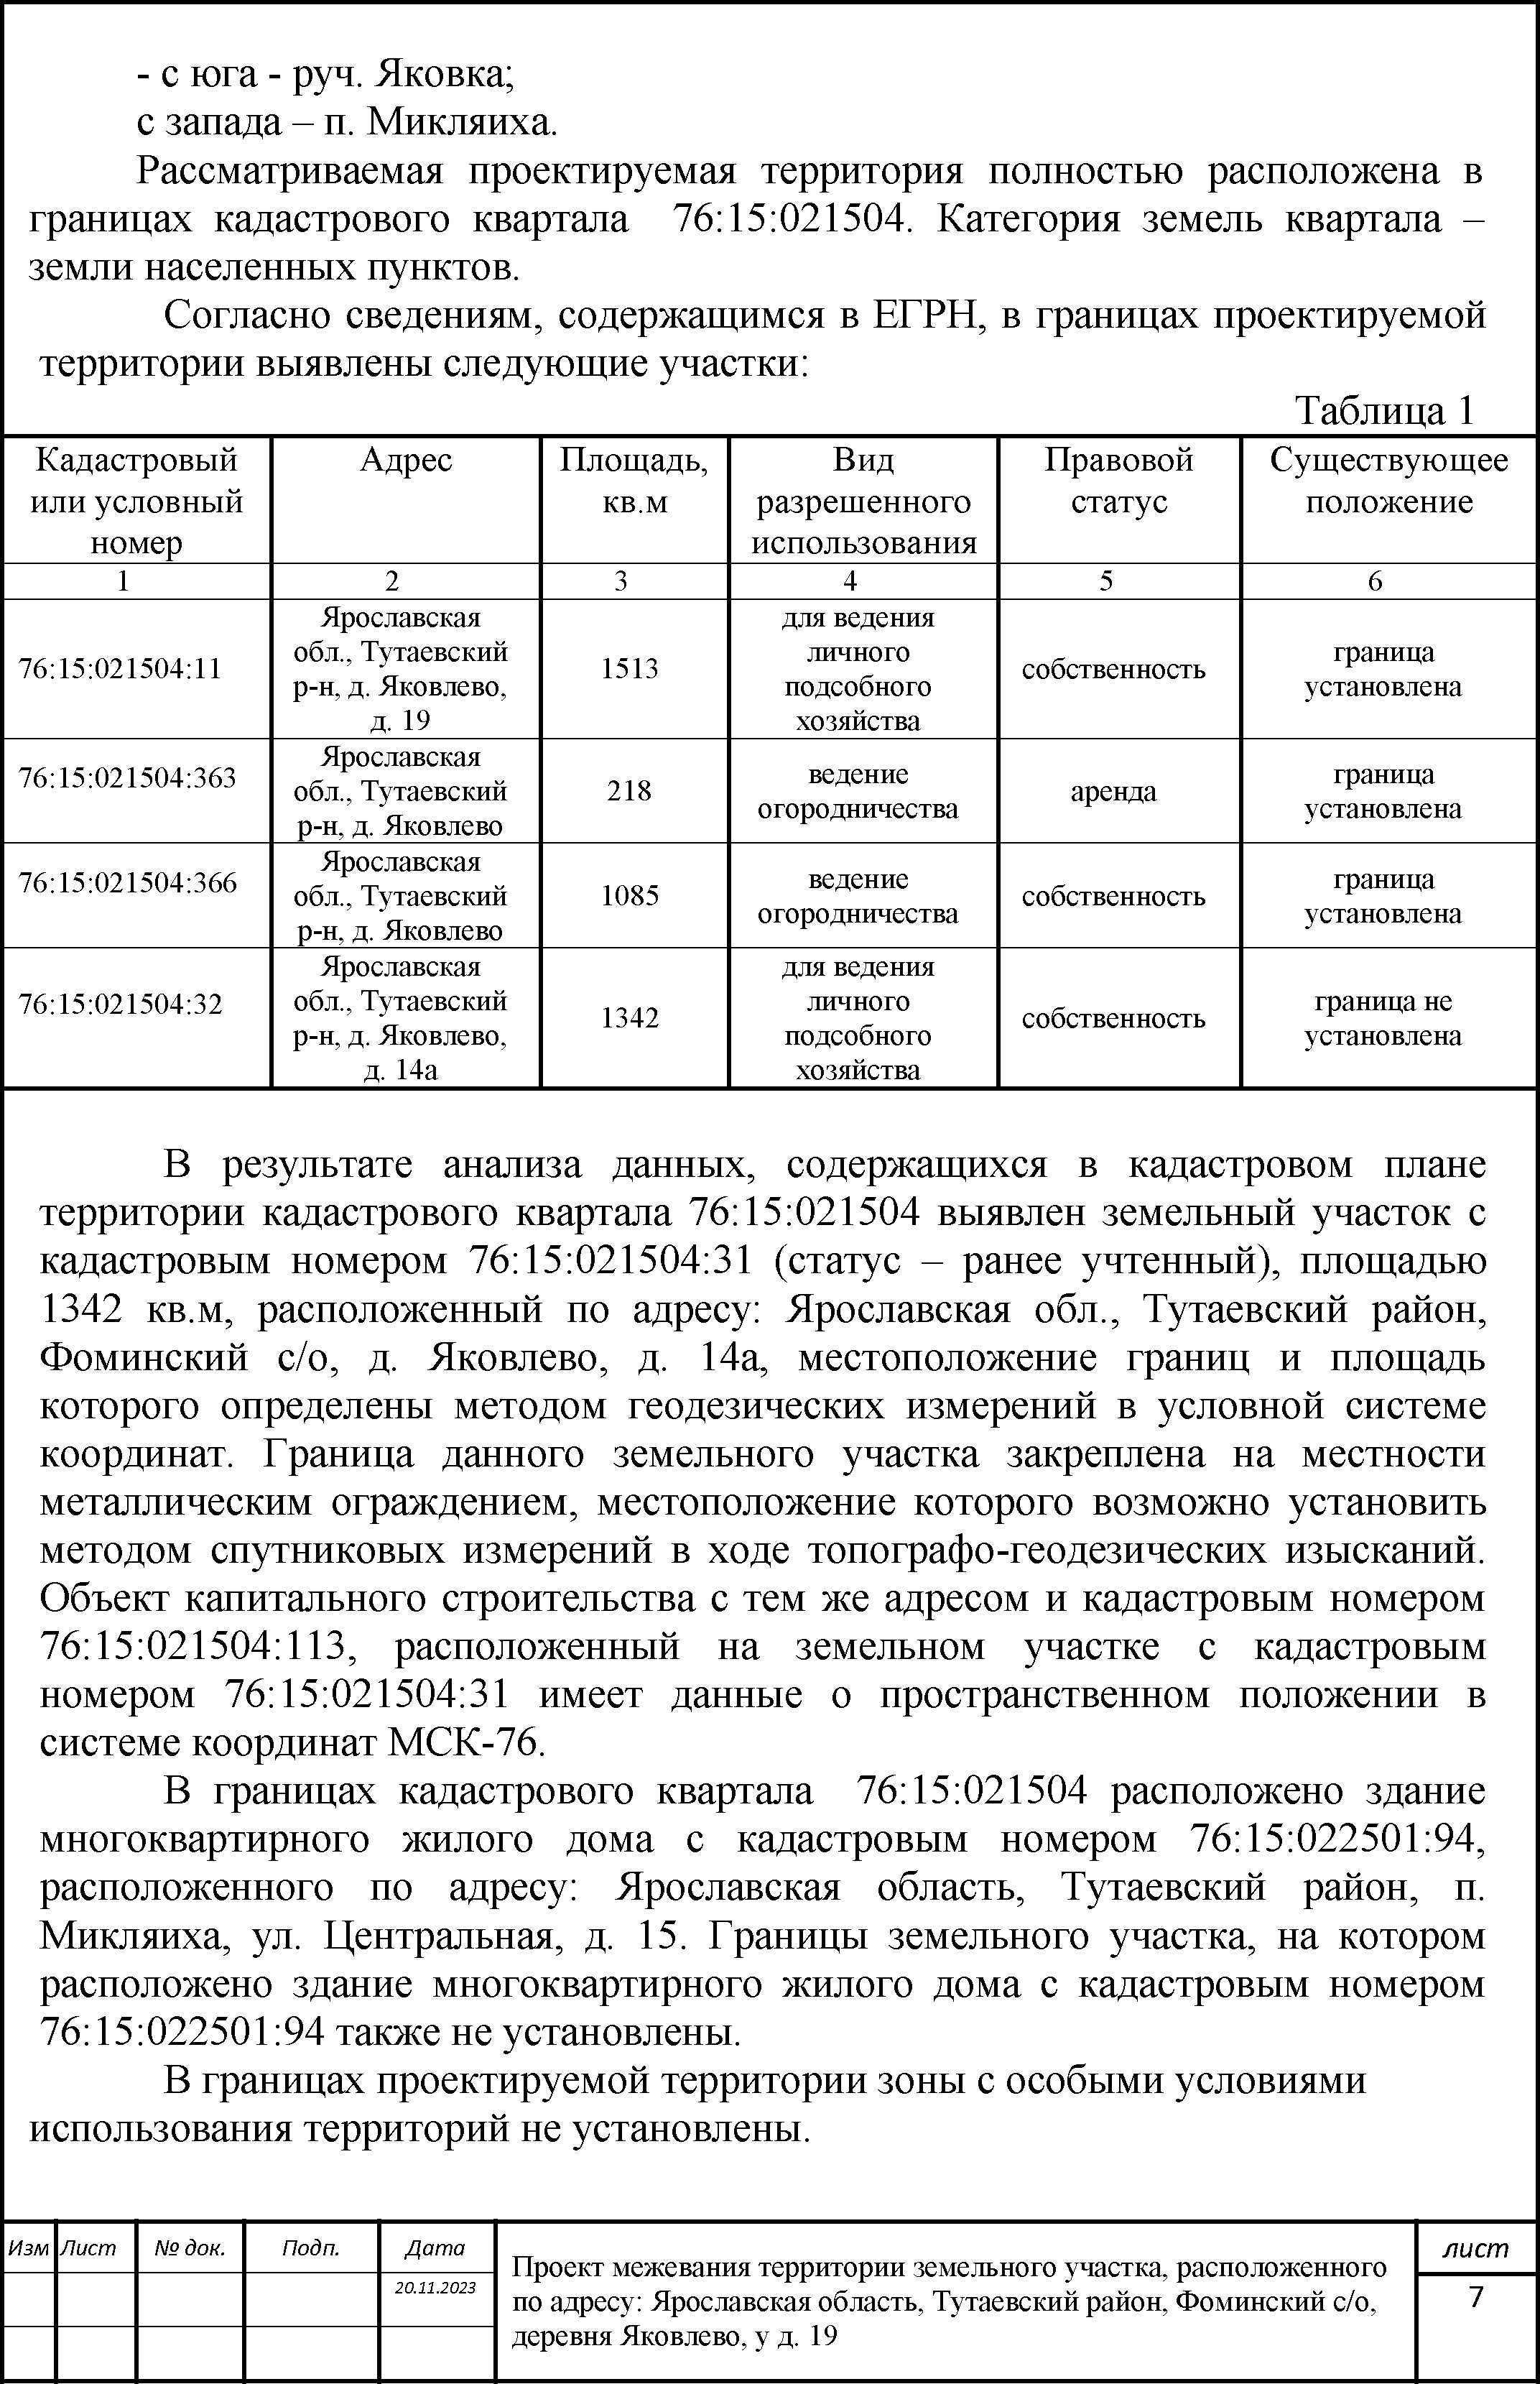 - с юга - руч. Яковка;
с запада – п. Микляиха.
Рассматриваемая проектируемая территория полностью расположена в
границах кадастрового квартала 76:15:021504. Категория земель квартала –
земли населенных пунктов.
Согласно сведениям, содержащимся в ЕГРН, в границах проектируемой
территории выявлены следующие участки:
Таблица 1
Кадастровый
или условный
номер
Адрес
Площадь,
кв.м
Вид
разрешенного
использования
Правовой
статус
Существующее
положение
1
2
3
4
5
6
76:15:021504:11
Ярославская
обл., Тутаевский
р-н, д. Яковлево,
д. 19
1513
для ведения
личного
подсобного
хозяйства
собственность
граница
установлена
76:15:021504:363
Ярославская
обл., Тутаевский
р-н, д. Яковлево
218
ведение
огородничества
аренда
граница
установлена
76:15:021504:366
Ярославская
обл., Тутаевский
р-н, д. Яковлево
1085
ведение
огородничества
собственность
граница
установлена
76:15:021504:32
Ярославская
обл., Тутаевский
р-н, д. Яковлево,
д. 14а
1342
для ведения
личного
подсобного
хозяйства
собственность
граница не
установлена
В результате анализа данных, содержащихся в кадастровом плане
территории кадастрового квартала 76:15:021504 выявлен земельный участок с
кадастровым номером 76:15:021504:31 (статус – ранее учтенный), площадью
1342 кв.м, расположенный по адресу: Ярославская обл., Тутаевский район,
Фоминский с/о, д. Яковлево, д. 14а, местоположение границ и площадь
которого определены методом геодезических измерений в условной системе
координат. Граница данного земельного участка закреплена на местности
металлическим ограждением, местоположение которого возможно установить
методом спутниковых измерений в ходе топографо-геодезических изысканий.
Объект капитального строительства с тем же адресом и кадастровым номером
76:15:021504:113, расположенный на земельном участке с кадастровым
номером 76:15:021504:31 имеет данные о пространственном положении в
системе координат МСК-76.
В границах кадастрового квартала 76:15:021504 расположено здание
многоквартирного жилого дома с кадастровым номером 76:15:022501:94,
расположенного по адресу: Ярославская область, Тутаевский район, п.
Микляиха, ул. Центральная, д. 15. Границы земельного участка, на котором
расположено здание многоквартирного жилого дома с кадастровым номером
76:15:022501:94 также не установлены.
В границах проектируемой территории зоны с особыми условиями
использования территорий не установлены.
Изм
Лист
№ док.
Подп.
Дата
20.11.2023
Проект межевания территории земельного участка, расположенного
по адресу: Ярославская область, Тутаевский район, Фоминский с/о,
деревня Яковлево, у д. 19
лист
7